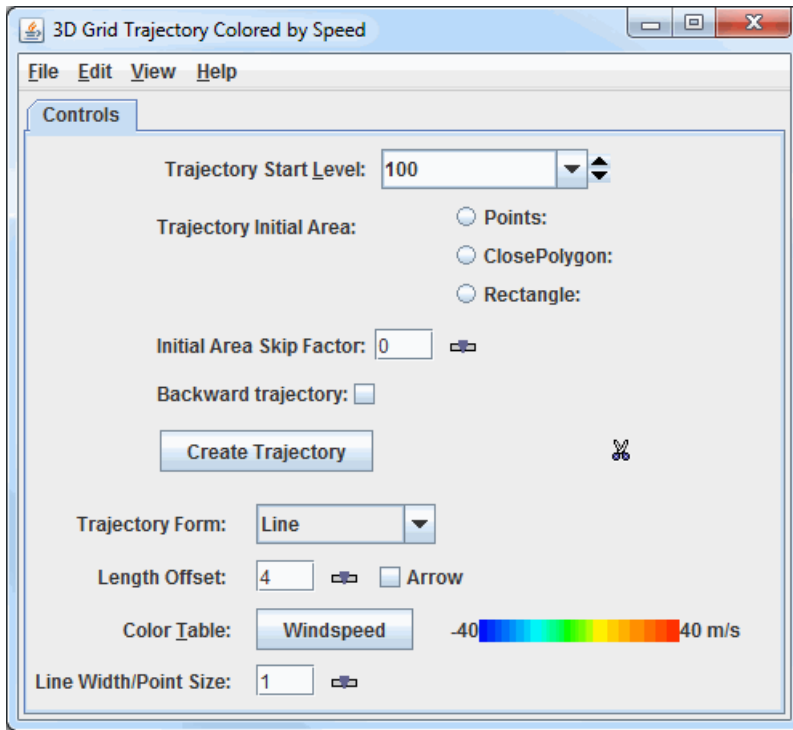 3D Grid Trajectory Colored by Speed
File Edit View Help
Controls
Trajectory Start Level: 100
Trajectory Initial Area:
Points:
ClosePolygon:
Rectangle:
Initial Area Skip Factor: 0
Backward trajectory:
Create Trajectory
Trajectory Form: Line
Length Offset: 4 Arrow
Color Table: Windspeed -40 40 m/s
Line Width/Point Size: 1